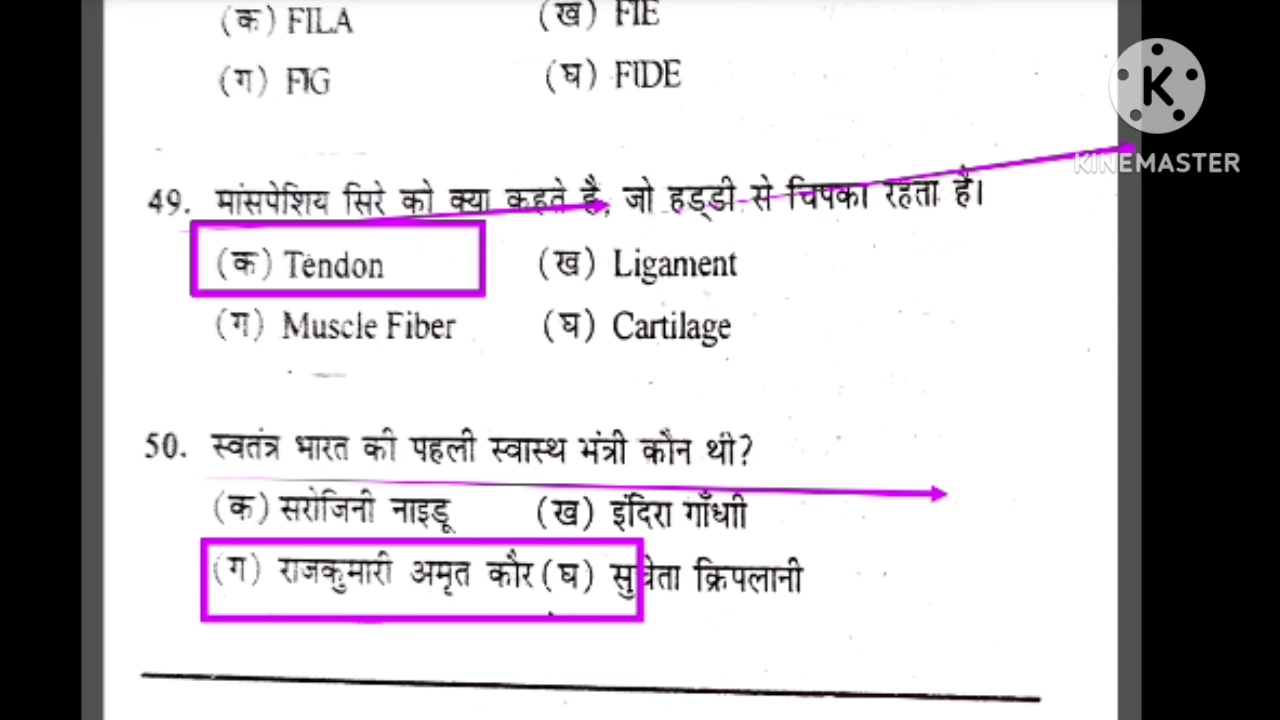 (क) FILA (ख) FIE
(ग) FIG (घ) FIDE
K
KINEMASTER
49. मांसपेशिय सिरे को क्या कहते है, जो हड्डी से चिपका रहता है।
(क) Tendon (ख) Ligament
(ग) Muscle Fiber (घ) Cartilage
50. स्वतंत्र भारत की पहली स्वास्थ मंत्री कौन थी?
(क) सरोजिनी नाइडू (ख) इंदिरा गाँधाी
(ग) राजकुमारी अमृत कौर (घ) सुचेता क्रिपलानी